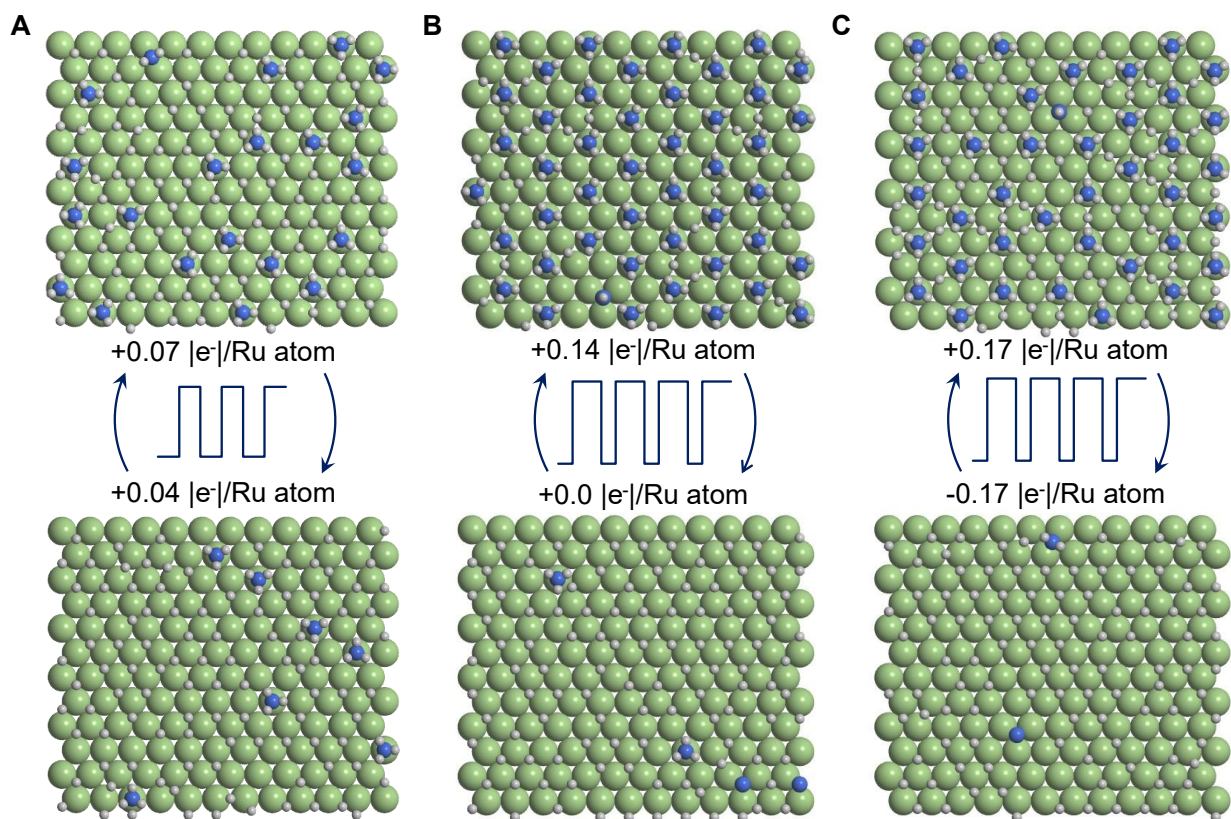 A
B
C
+0.07 |e⁻|/Ru atom
+0.14 |e⁻|/Ru atom
+0.17 |e⁻|/Ru atom
+0.04 |e⁻|/Ru atom
+0.0 |e⁻|/Ru atom
-0.17 |e⁻|/Ru atom